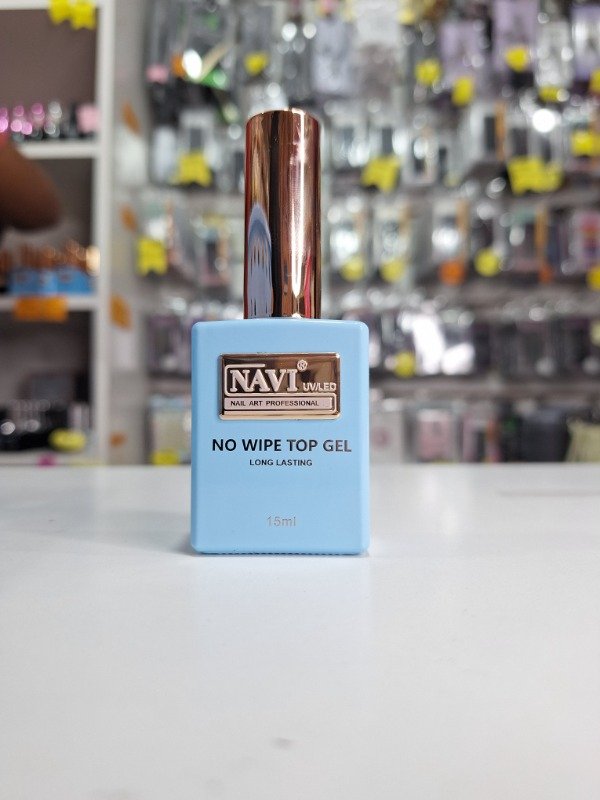 NAVI® UV/LED
NAIL ART PROFESSIONAL
NO WIPE TOP GEL
LONG LASTING
15ml